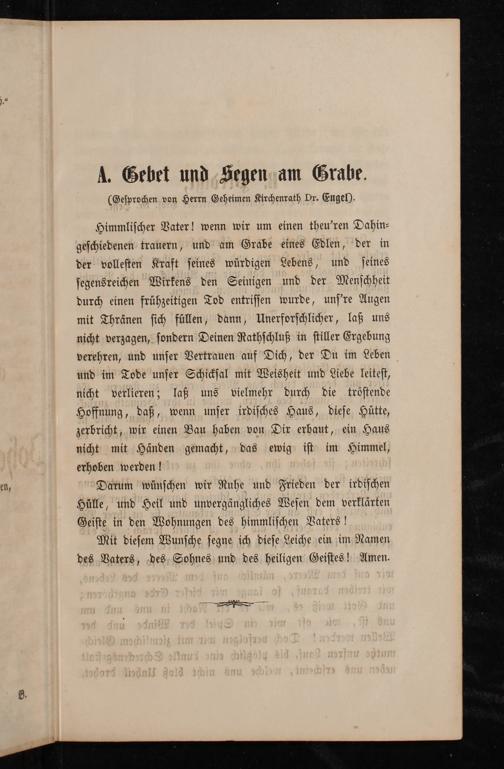 A. Gebet und Segen am Grabe.
(Gesprochen von Herrn Geheimen Kirchenrath Dr. Engel).
Himmlischer Vater! wenn wir um einen theu'ren Dahin=
geschiedenen trauern, und am Grabe eines Edlen, der in
der vollesten Kraft seines würdigen Lebens, und seines
segensreichen Wirkens den Seinigen und der Menschheit
durch einen frühzeitigen Tod entrissen wurde, uns're Augen
mit Thränen sich füllen, dann, Unerforschlicher, laß uns
nicht verzagen, sondern Deinen Rathschluß in stiller Ergebung
verehren, und unser Vertrauen auf Dich, der Du im Leben
und im Tode unser Schicksal mit Weisheit und Liebe leitest,
nicht verlieren; laß uns vielmehr durch die tröstende
Hoffnung, daß, wenn unser irdisches Haus, diese Hütte,
zerbricht, wir einen Bau haben von Dir erbaut, ein Haus
nicht mit Händen gemacht, das ewig ist im Himmel,
erhoben werden!
Darum wünschen wir Ruhe und Frieden der irdischen
Hülle, und Heil und unvergängliches Wesen dem verklärten
Geiste in den Wohnungen des himmlischen Vaters!
Mit diesem Wunsche segne ich diese Leiche ein im Namen
des Vaters, des Sohnes und des heiligen Geistes! Amen.